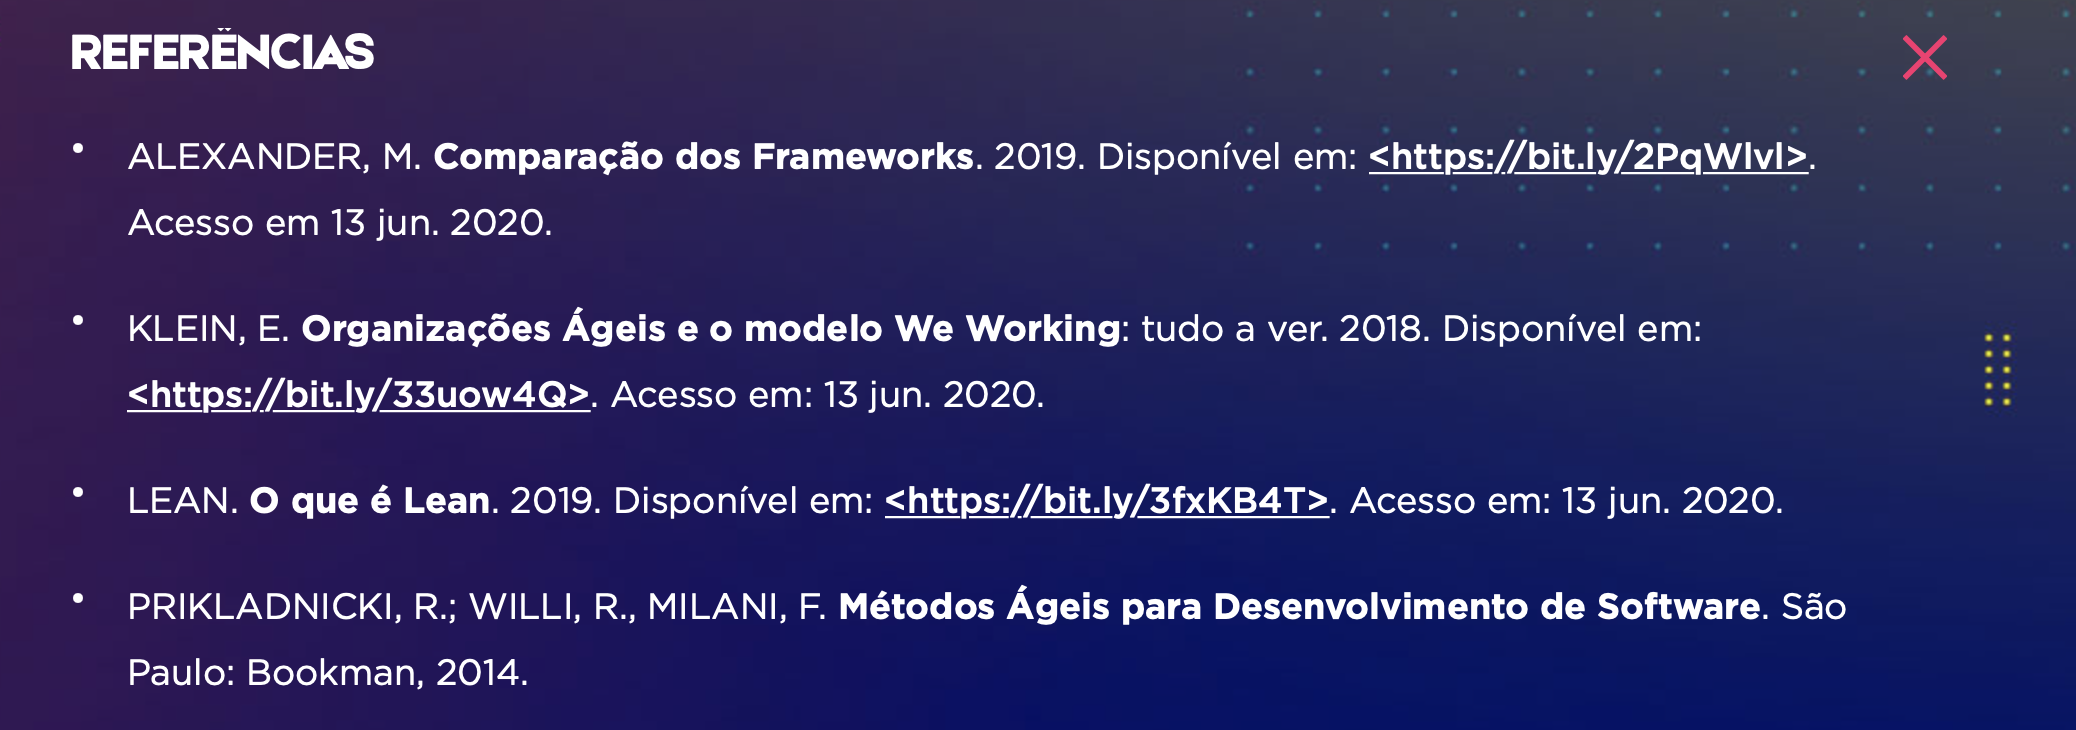 REFERÊNCIAS
• ALEXANDER, M. Comparação dos Frameworks. 2019. Disponível em: <https://bit.ly/2PqWlvl>.
Acesso em 13 jun. 2020.
• KLEIN, E. Organizações Ágeis e o modelo We Working: tudo a ver. 2018. Disponível em:
<https://bit.ly/33uow4Q>. Acesso em: 13 jun. 2020.
• LEAN. O que é Lean. 2019. Disponível em: <https://bit.ly/3fxKB4T>. Acesso em: 13 jun. 2020.
• PRIKLADNICKI, R.; WILLI, R., MILANI, F. Métodos Ágeis para Desenvolvimento de Software. São
Paulo: Bookman, 2014.